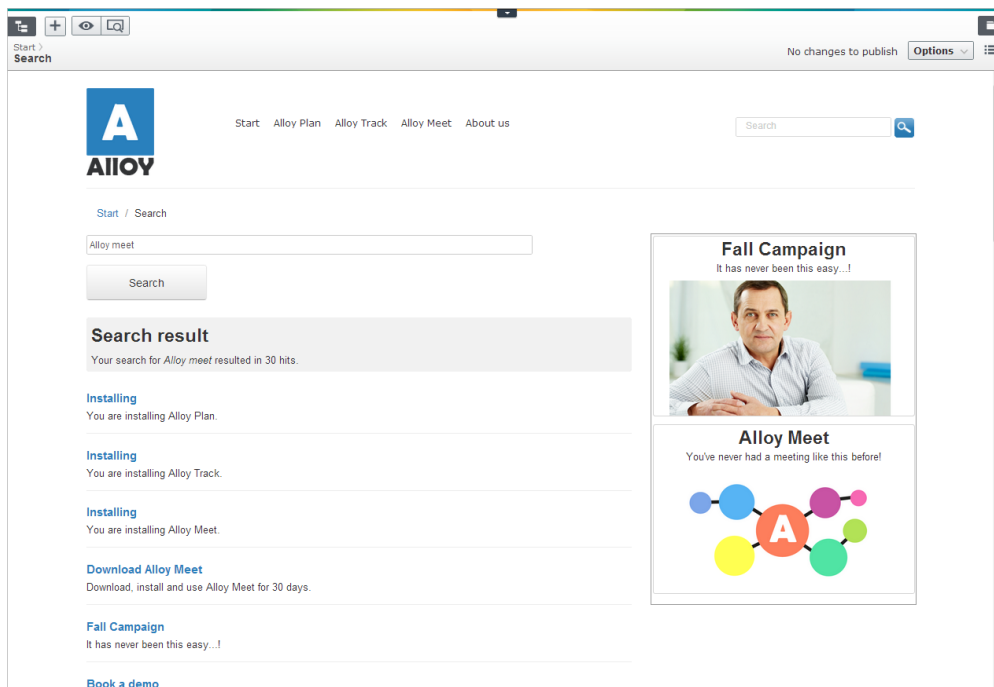 Start 〉
Search
No changes to publish
Options
A
AllOY
Start Alloy Plan Alloy Track Alloy Meet About us
Search
Start / Search
Alloy meet
Search
Search result
Your search for Alloy meet resulted in 30 hits.
Installing
You are installing Alloy Plan.
Installing
You are installing Alloy Track.
Installing
You are installing Alloy Meet.
Download Alloy Meet
Download, install and use Alloy Meet for 30 days.
Fall Campaign
It has never been this easy...!
Book a demo
Fall Campaign
It has never been this easy...!
Alloy Meet
You've never had a meeting like this before!
A